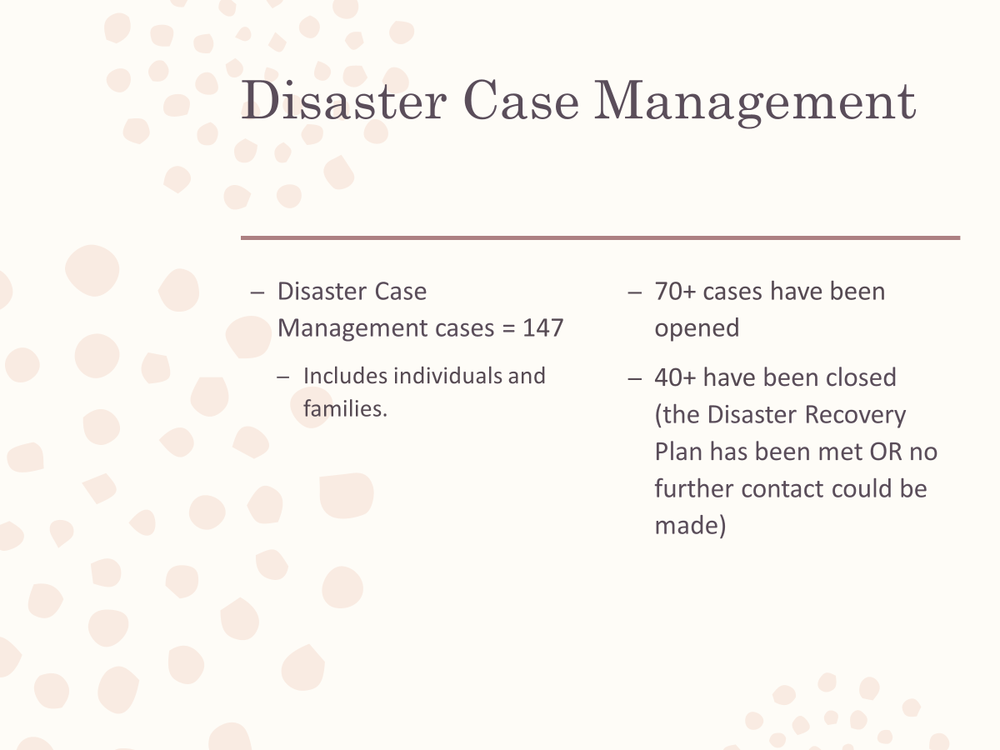 Disaster Case Management
– Disaster Case
Management cases = 147
– Includes individuals and
families.
– 70+ cases have been
opened
– 40+ have been closed
(the Disaster Recovery
Plan has been met OR no
further contact could be
made)